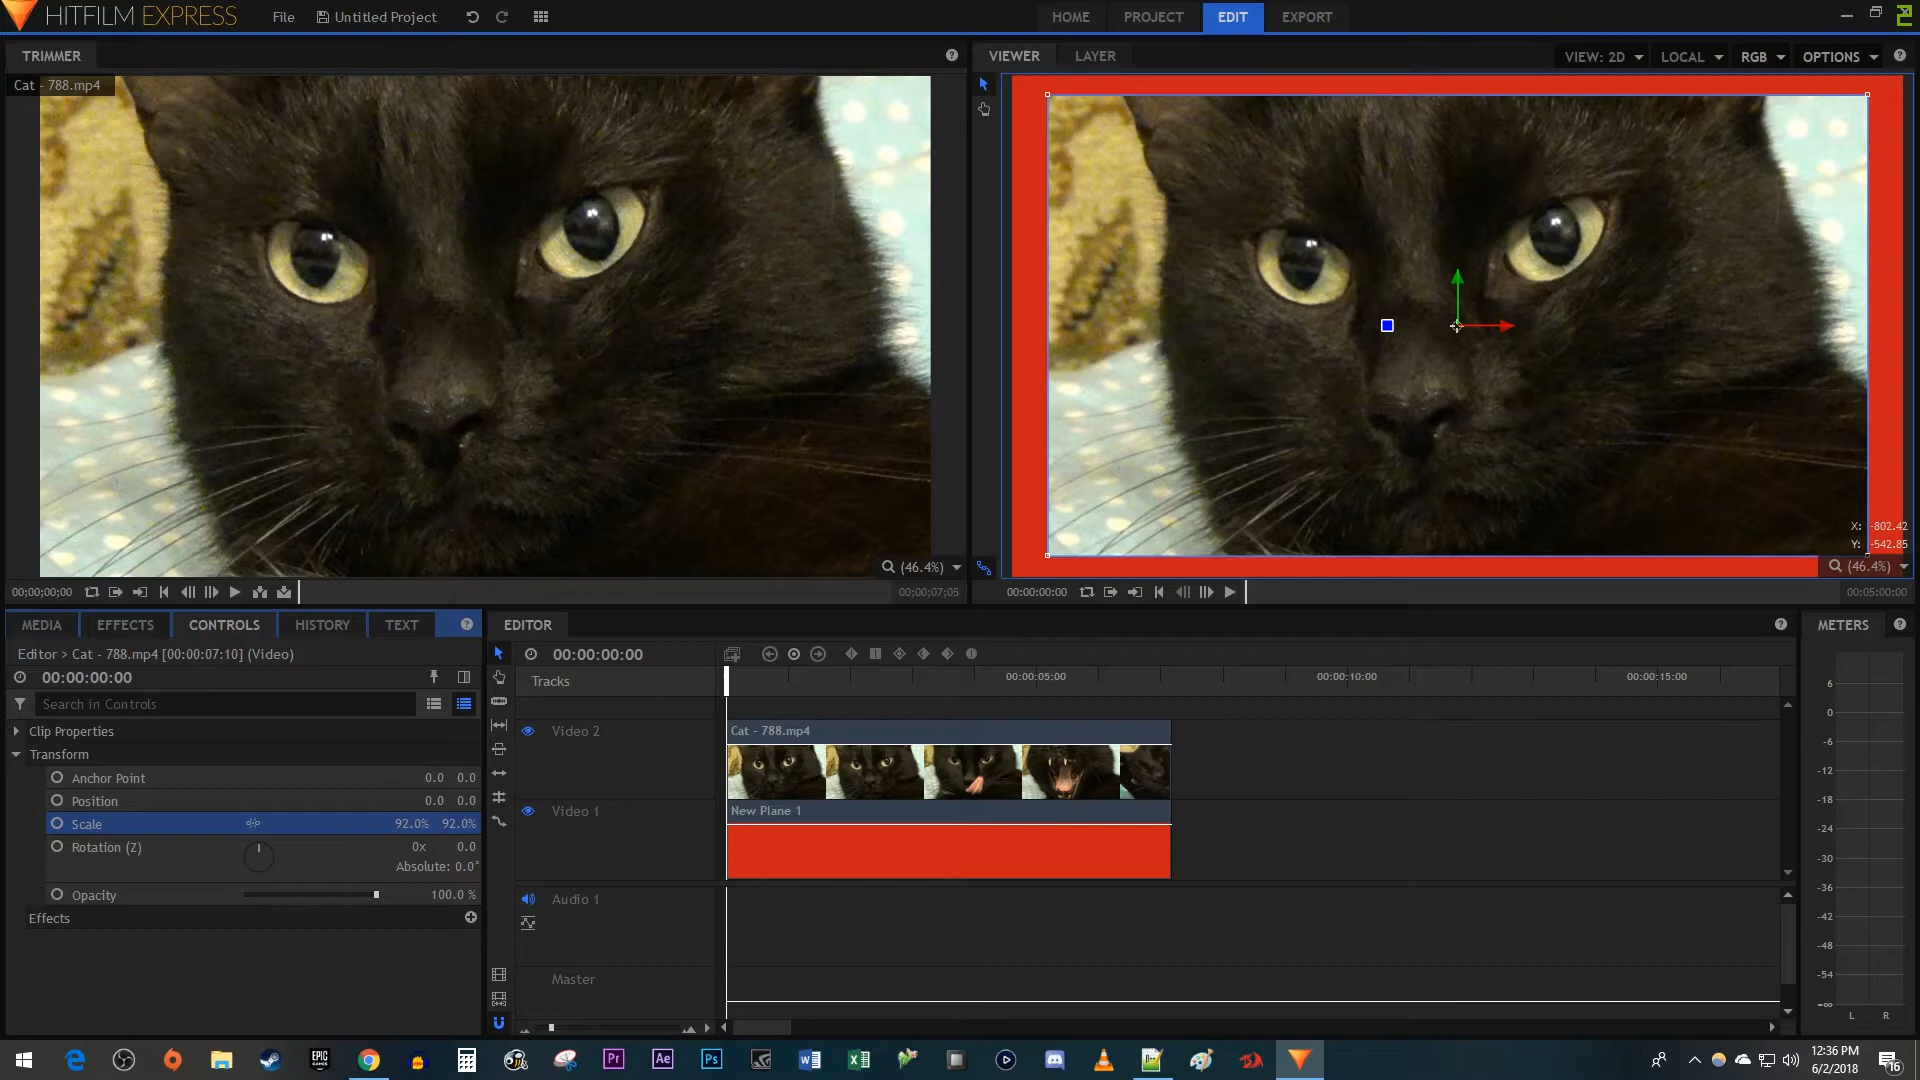 HITFILM EXPRESS
File
Untitled Project
HOME
PROJECT
EDIT
EXPORT
TRIMMER
VIEWER
LAYER
VIEW: 2D
LOCAL
RGB
OPTIONS
Cat - 788.mp4
X: -802.42
Y: -542.85
(46.4%)
(46.4%)
00;00;00;00
00;00;07;05
00:00:00:00
00:05:00:00
MEDIA
EFFECTS
CONTROLS
HISTORY
TEXT
EDITOR
METERS
Editor > Cat - 788.mp4 [00:00:07:10] (Video)
00:00:00:00
Search in Controls
Clip Properties
Transform
Anchor Point 0.0 0.0
Position 0.0 0.0
Scale 92.0% 92.0%
Rotation (Z) 0x 0.0
Absolute: 0.0°
Opacity 100.0 %
Effects
00:00:00:00
Tracks
00:00:05:00
00:00:10:00
00:00:15:00
Video 2
Cat - 788.mp4
Video 1
New Plane 1
Audio 1
Master
6
0
-6
-12
-18
-24
-30
-36
-42
-48
-54
-∞
L R
EPIC GAMES
Pr
Ae
Ps
12:36 PM
6/2/2018
16